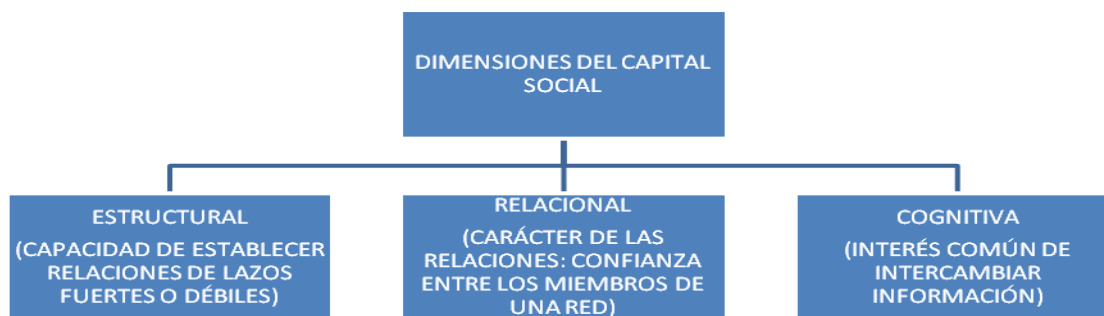 DIMENSIONES DEL CAPITAL
SOCIAL
ESTRUCTURAL
(CAPACIDAD DE ESTABLECER
RELACIONES DE LAZOS
FUERTES O DÉBILES)
RELACIONAL
(CARÁCTER DE LAS
RELACIONES: CONFIANZA
ENTRE LOS MIEMBROS DE
UNA RED)
COGNITIVA
(INTERÉS COMÚN DE
INTERCAMBIAR
INFORMACIÓN)